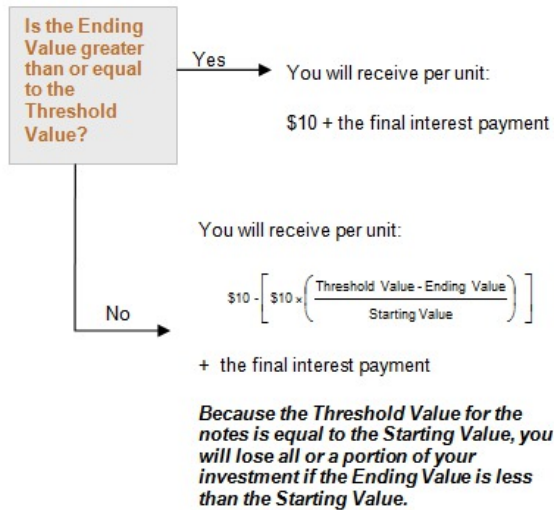 Is the Ending
Value greater
than or equal
to the
Threshold
Value?
Yes
You will receive per unit:
$10 + the final interest payment
No
You will receive per unit:
$10 - [ $10 × ( Threshold Value - Ending Value
Starting Value ) ]
+ the final interest payment
Because the Threshold Value for the
notes is equal to the Starting Value, you
will lose all or a portion of your
investment if the Ending Value is less
than the Starting Value.